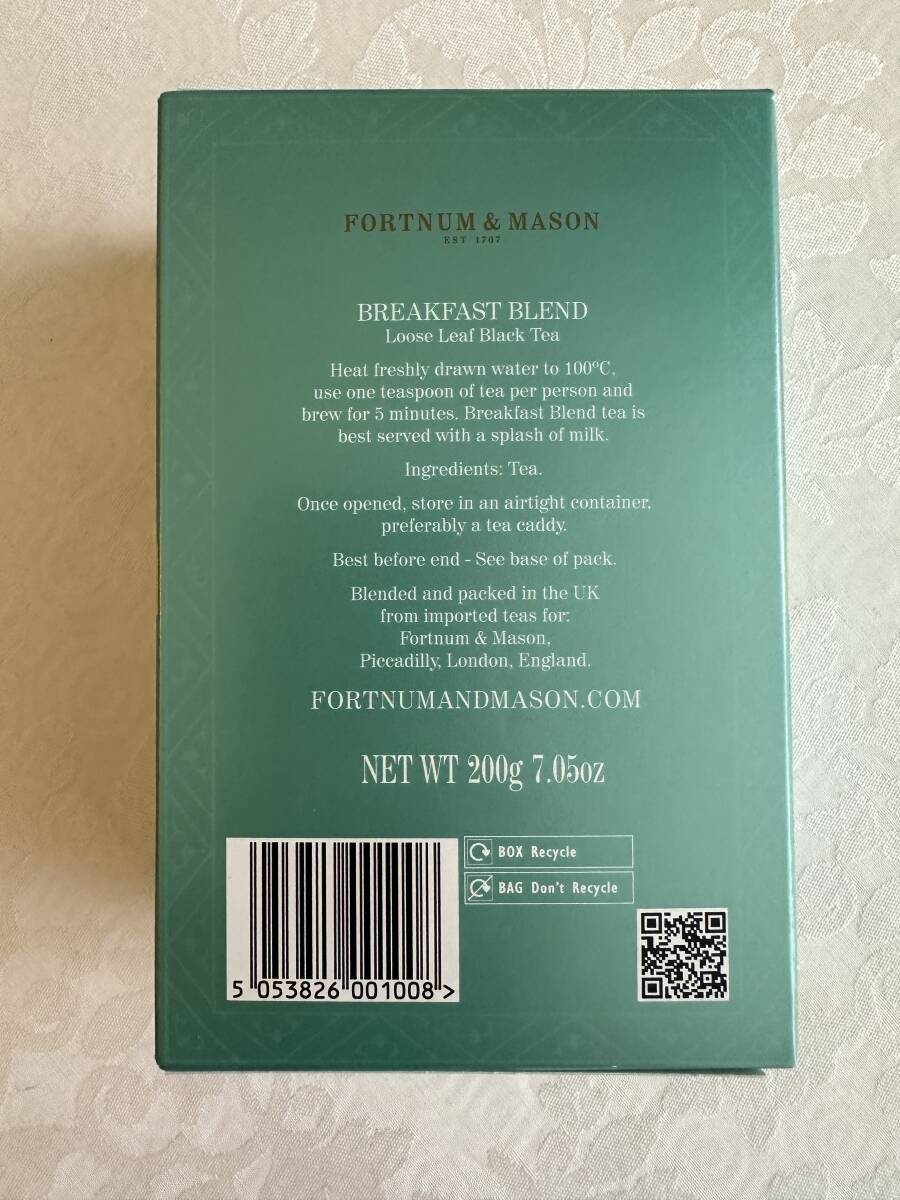 FORTNUM & MASON
EST 1707
BREAKFAST BLEND
Loose Leaf Black Tea
Heat freshly drawn water to 100ºC,
use one teaspoon of tea per person and
brew for 5 minutes. Breakfast Blend tea is
best served with a splash of milk.
Ingredients: Tea.
Once opened, store in an airtight container,
preferably a tea caddy.
Best before end - See base of pack.
Blended and packed in the UK
from imported teas for:
Fortnum & Mason,
Piccadilly, London, England.
FORTNUMANDMASON.COM
NET WT 200g 7.05oz
BOX Recycle
BAG Don't Recycle
5 053826 001008 >